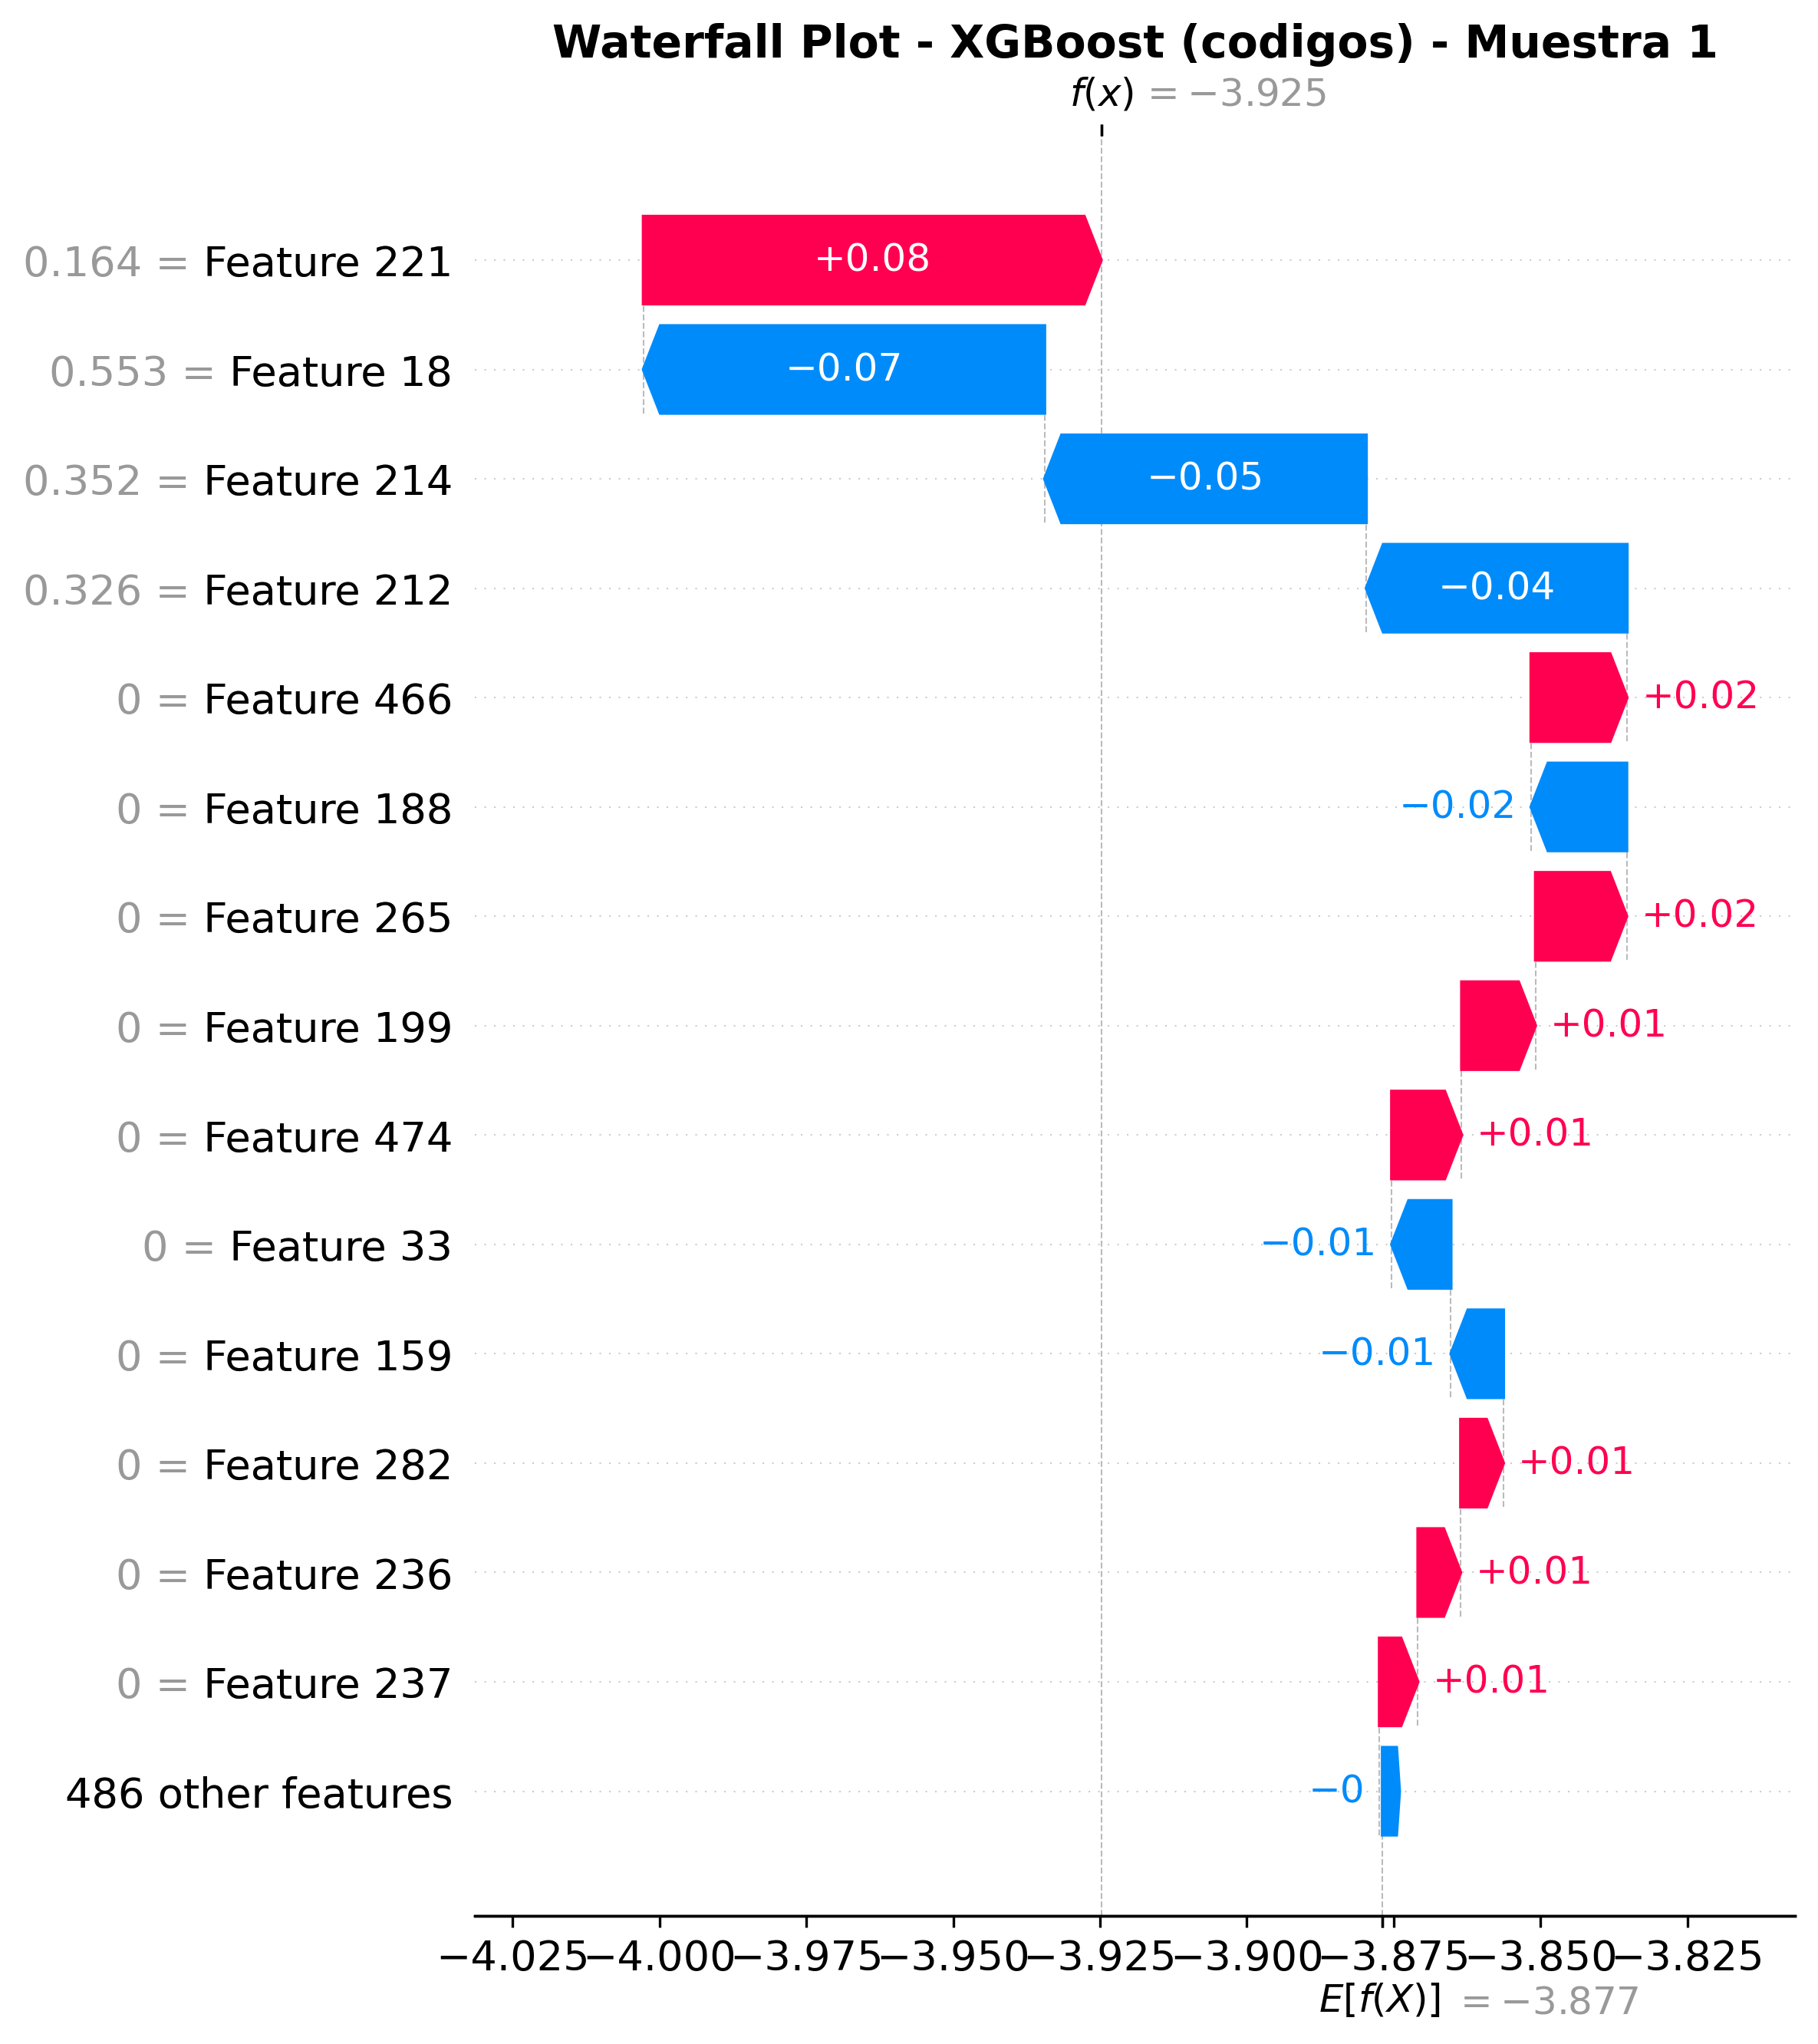 Waterfall Plot - XGBoost (codigos) - Muestra 1
f(x) = −3.925
0.164 = Feature 221 +0.08
0.553 = Feature 18 −0.07
0.352 = Feature 214 −0.05
0.326 = Feature 212 −0.04
0 = Feature 466 +0.02
0 = Feature 188 −0.02
0 = Feature 265 +0.02
0 = Feature 199 +0.01
0 = Feature 474 +0.01
0 = Feature 33 −0.01
0 = Feature 159 −0.01
0 = Feature 282 +0.01
0 = Feature 236 +0.01
0 = Feature 237 +0.01
486 other features −0
−4.025 −4.000 −3.975 −3.950 −3.925 −3.900 −3.875 −3.850 −3.825
E[f(X)] = −3.877